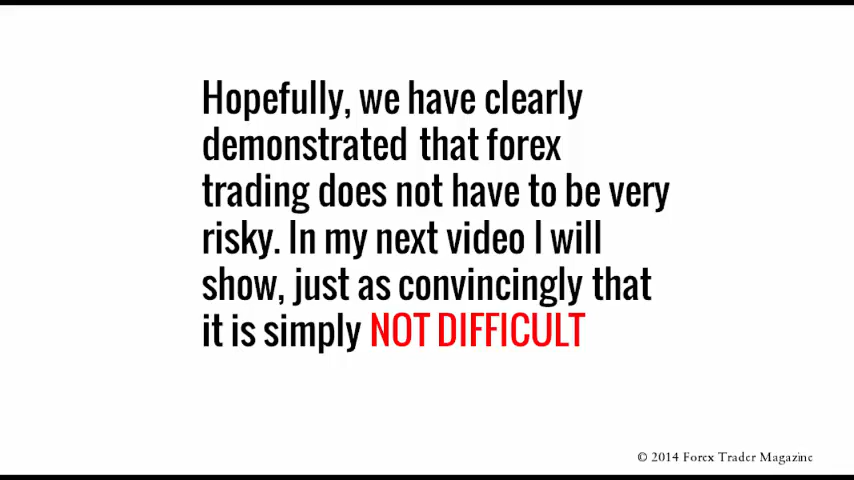 Hopefully, we have clearly
demonstrated that forex
trading does not have to be very
risky. In my next video I will
show, just as convincingly that
it is simply NOT DIFFICULT
© 2014 Forex Trader Magazine